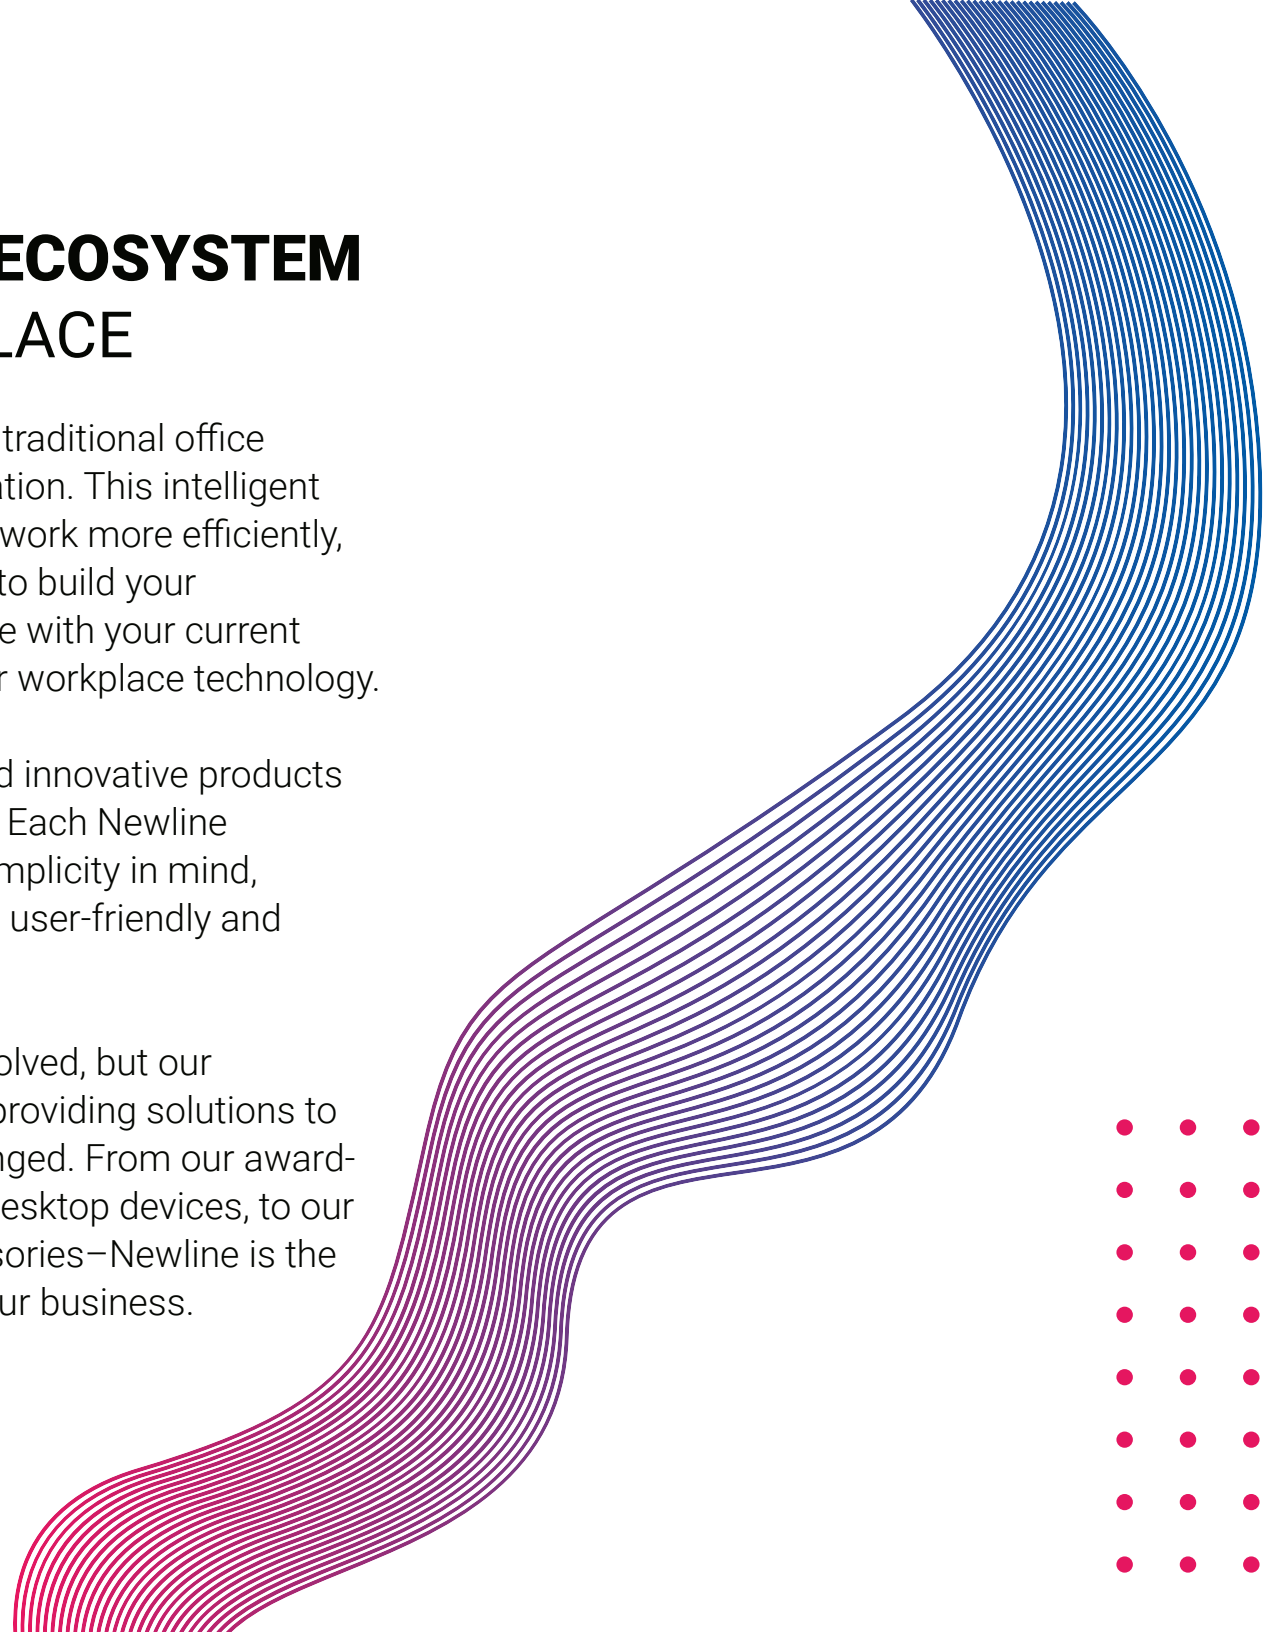 ECOSYSTEM
LACE
traditional office
ation. This intelligent
work more efficiently,
to build your
e with your current
r workplace technology.
d innovative products
Each Newline
mplicity in mind,
user-friendly and
olved, but our
providing solutions to
nged. From our award-
esktop devices, to our
sories–Newline is the
ur business.